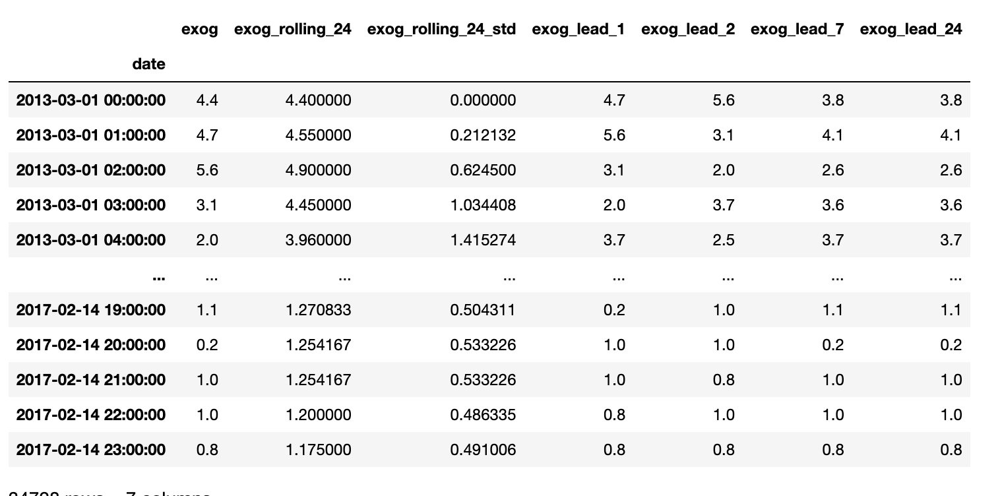 exog exog_rolling_24 exog_rolling_24_std exog_lead_1 exog_lead_2 exog_lead_7 exog_lead_24
date
2013-03-01 00:00:00 4.4 4.400000 0.000000 4.7 5.6 3.8 3.8
2013-03-01 01:00:00 4.7 4.550000 0.212132 5.6 3.1 4.1 4.1
2013-03-01 02:00:00 5.6 4.900000 0.624500 3.1 2.0 2.6 2.6
2013-03-01 03:00:00 3.1 4.450000 1.034408 2.0 3.7 3.6 3.6
2013-03-01 04:00:00 2.0 3.960000 1.415274 3.7 2.5 3.7 3.7
... ... ... ... ... ... ... ...
2017-02-14 19:00:00 1.1 1.270833 0.504311 0.2 1.0 1.1 1.1
2017-02-14 20:00:00 0.2 1.254167 0.533226 1.0 1.0 0.2 0.2
2017-02-14 21:00:00 1.0 1.254167 0.533226 1.0 0.8 1.0 1.0
2017-02-14 22:00:00 1.0 1.200000 0.486335 0.8 1.0 1.0 1.0
2017-02-14 23:00:00 0.8 1.175000 0.491006 0.8 0.8 0.8 0.8
rows columns